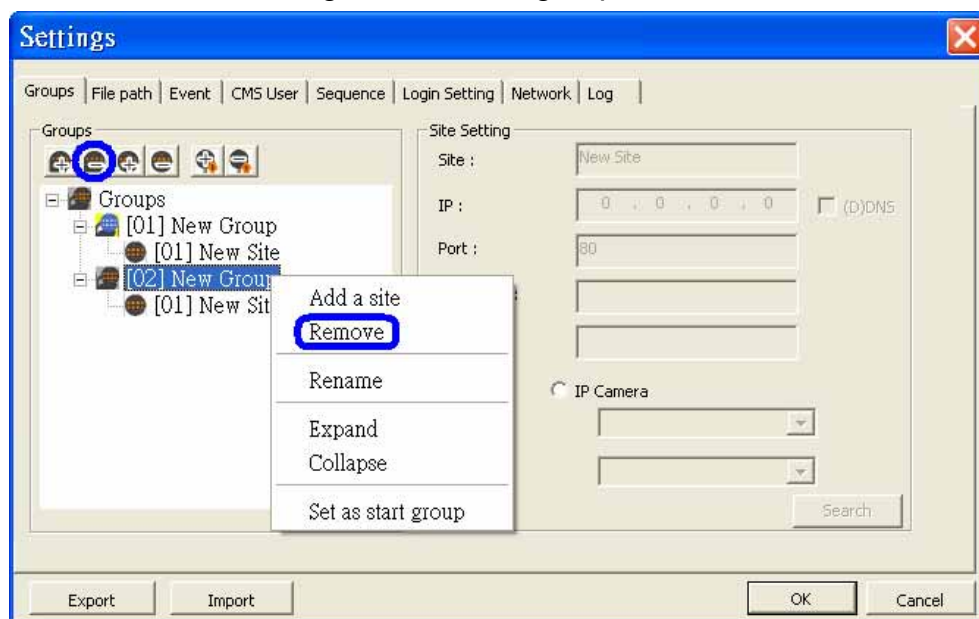 Settings
Groups File path Event CMS User Sequence Login Setting Network Log
Groups
Groups
[01] New Group
[01] New Site
[02] New Group
[01] New Sit
Add a site
Remove
Rename
Expand
Collapse
Set as start group
Site Setting
Site : New Site
IP : 0 . 0 . 0 . 0 (D)DNS
Port : 80
:
IP Camera
Search
Export Import OK Cancel